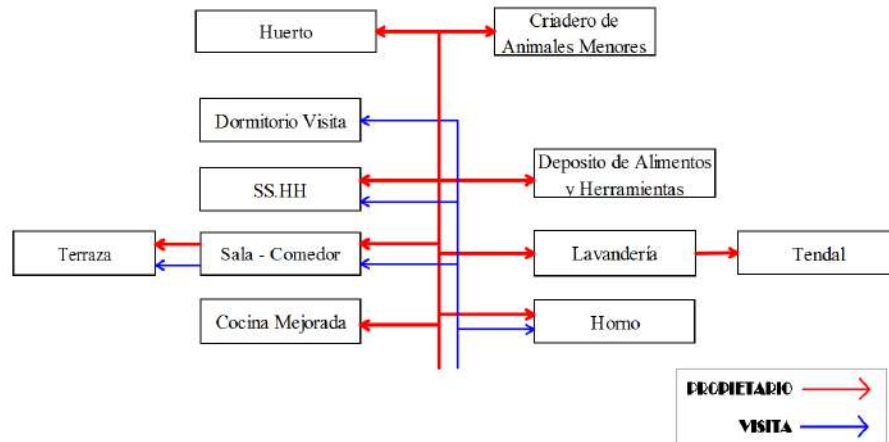 Huerto
Criadero de
Animales Menores
Dormitorio Visita
SS.HH
Deposito de Alimentos
y Herramientas
Terraza
Sala - Comedor
Lavandería
Tendal
Cocina Mejorada
Horno
PROPIETARIO
VISITA